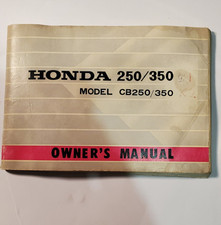 HONDA 250/350
MODEL CB250/350
OWNER'S MANUAL